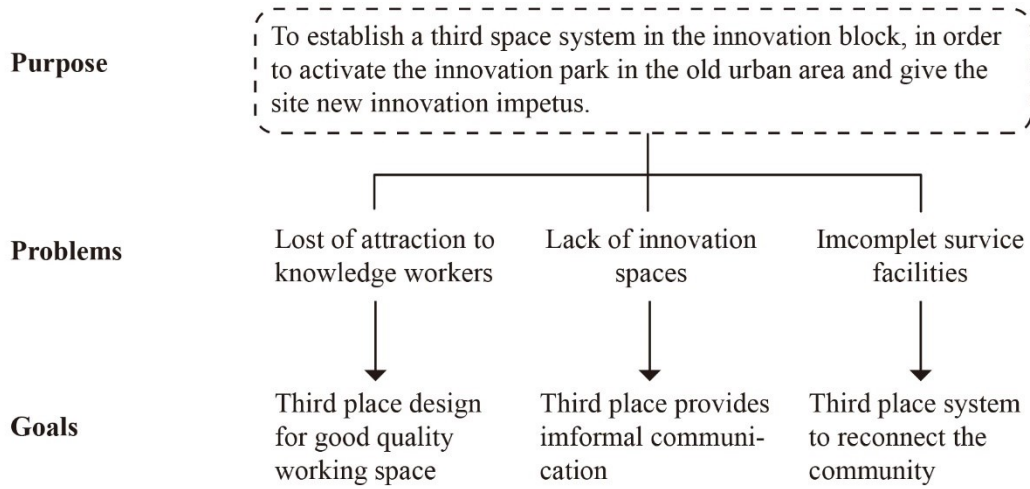 Purpose
To establish a third space system in the innovation block, in order
to activate the innovation park in the old urban area and give the
site new innovation impetus.
Problems
Lost of attraction to
knowledge workers
Lack of innovation
spaces
Imcomplet survice
facilities
Goals
Third place design
for good quality
working space
Third place provides
imformal communi-
cation
Third place system
to reconnect the
community